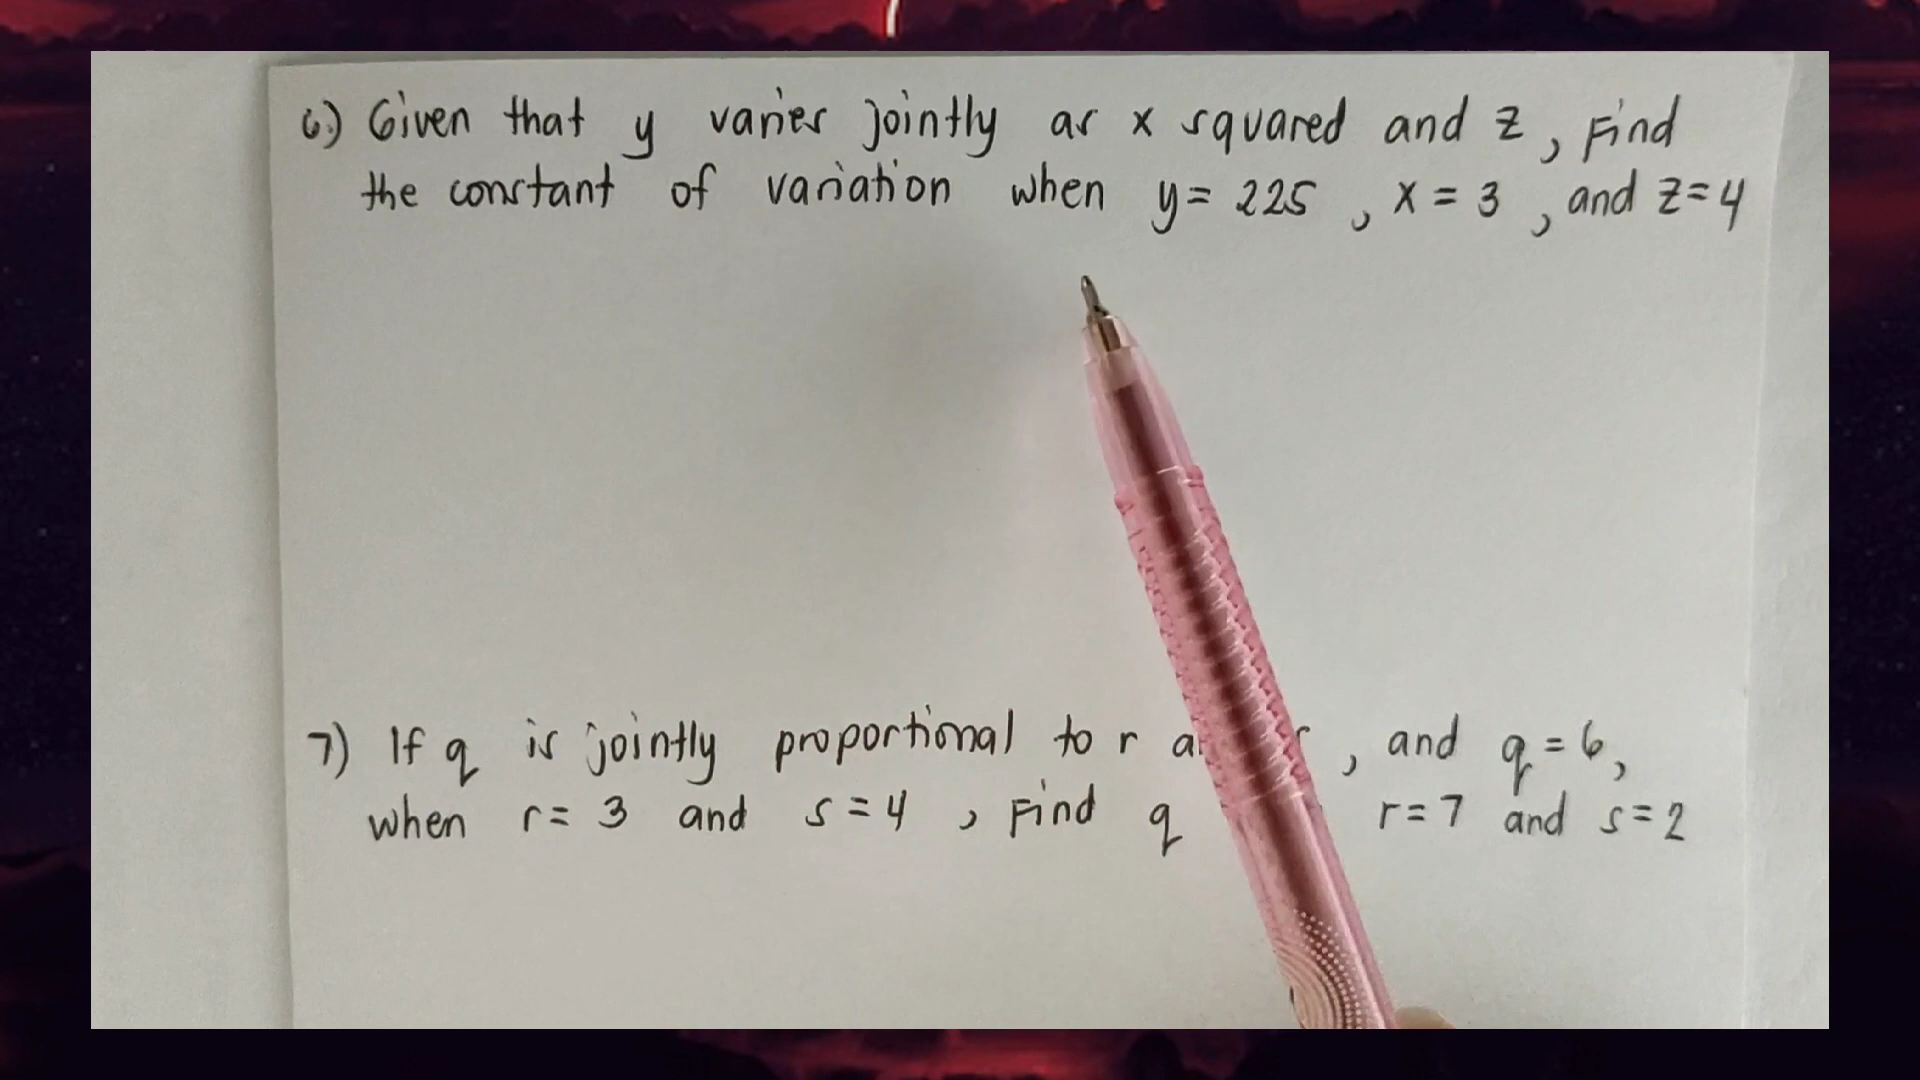 6.) Given that y varies jointly as x squared and z, Find
the constant of variation when y = 225, x = 3, and z = 4
7) If q is jointly proportional to r , and q = 6,
when r = 3 and s = 4, Find q r = 7 and s = 2